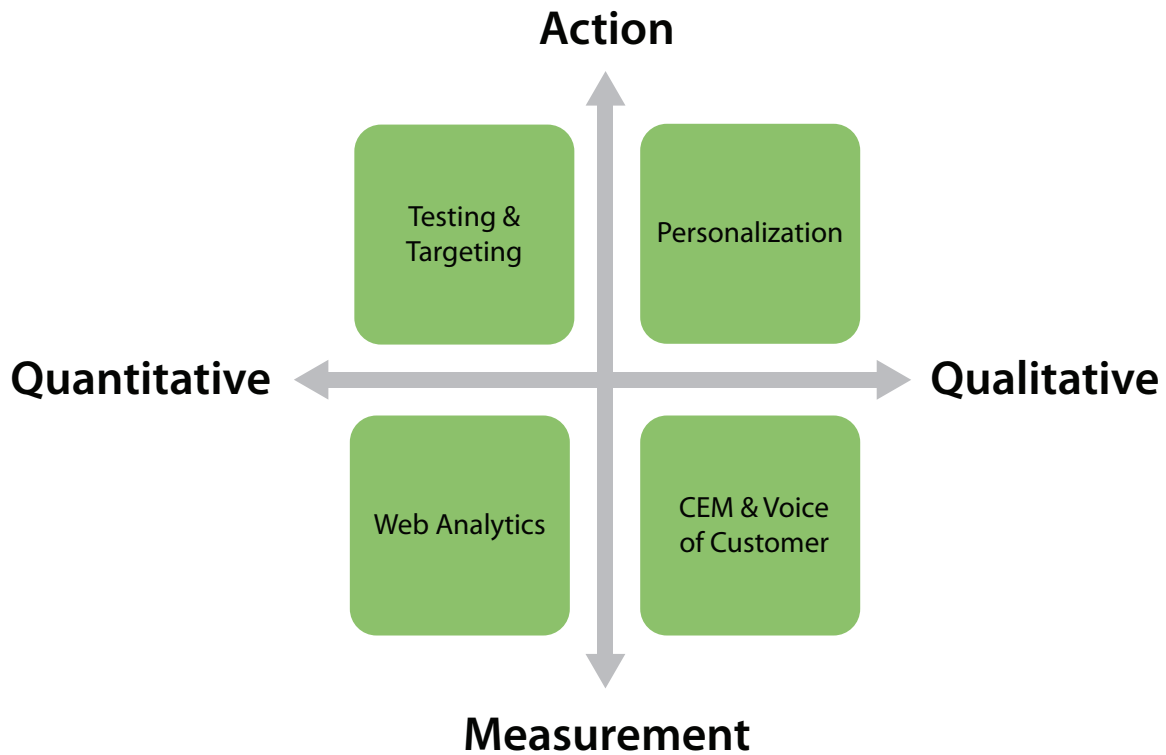 Action
Testing &
Targeting
Personalization
Quantitative
Qualitative
Web Analytics
CEM & Voice
of Customer
Measurement